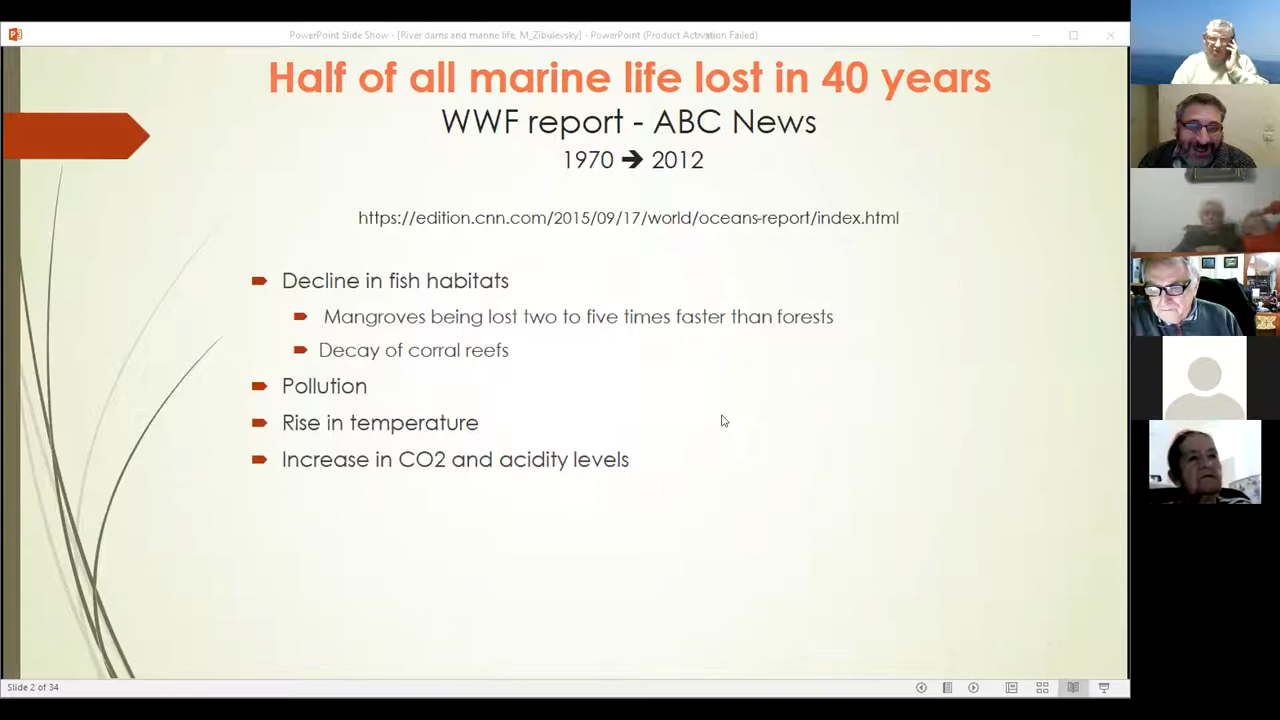 PowerPoint Slide Show - [River dams and marine life, M_Zibulevsky] - PowerPoint (Product Activation Failed)
Half of all marine life lost in 40 years
WWF report - ABC News
1970 → 2012
https://edition.cnn.com/2015/09/17/world/oceans-report/index.html
Decline in fish habitats
Mangroves being lost two to five times faster than forests
Decay of corral reefs
Pollution
Rise in temperature
Increase in CO2 and acidity levels
Slide 2 of 34